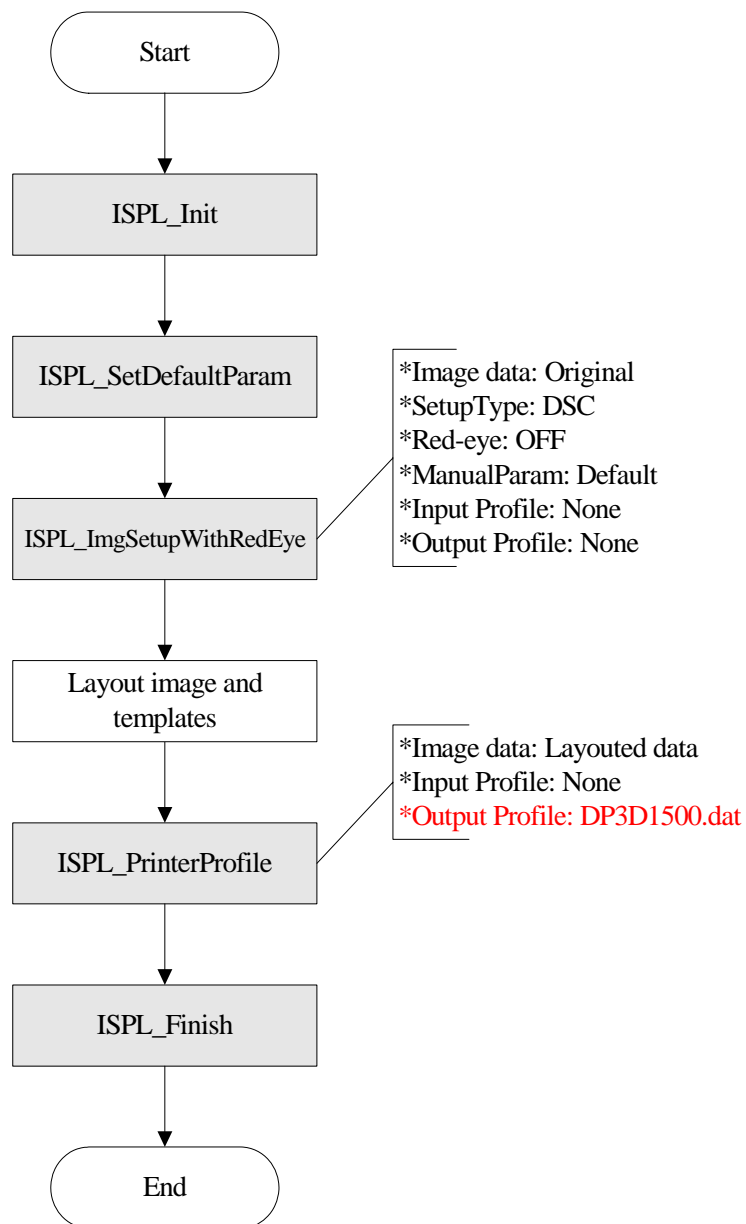 Start
ISPL_Init
ISPL_SetDefaultParam
*Image data: Original
*SetupType: DSC
*Red-eye: OFF
*ManualParam: Default
*Input Profile: None
*Output Profile: None
ISPL_ImgSetupWithRedEye
Layout image and
templates
*Image data: Layouted data
*Input Profile: None
*Output Profile: DP3D1500.dat
ISPL_PrinterProfile
ISPL_Finish
End